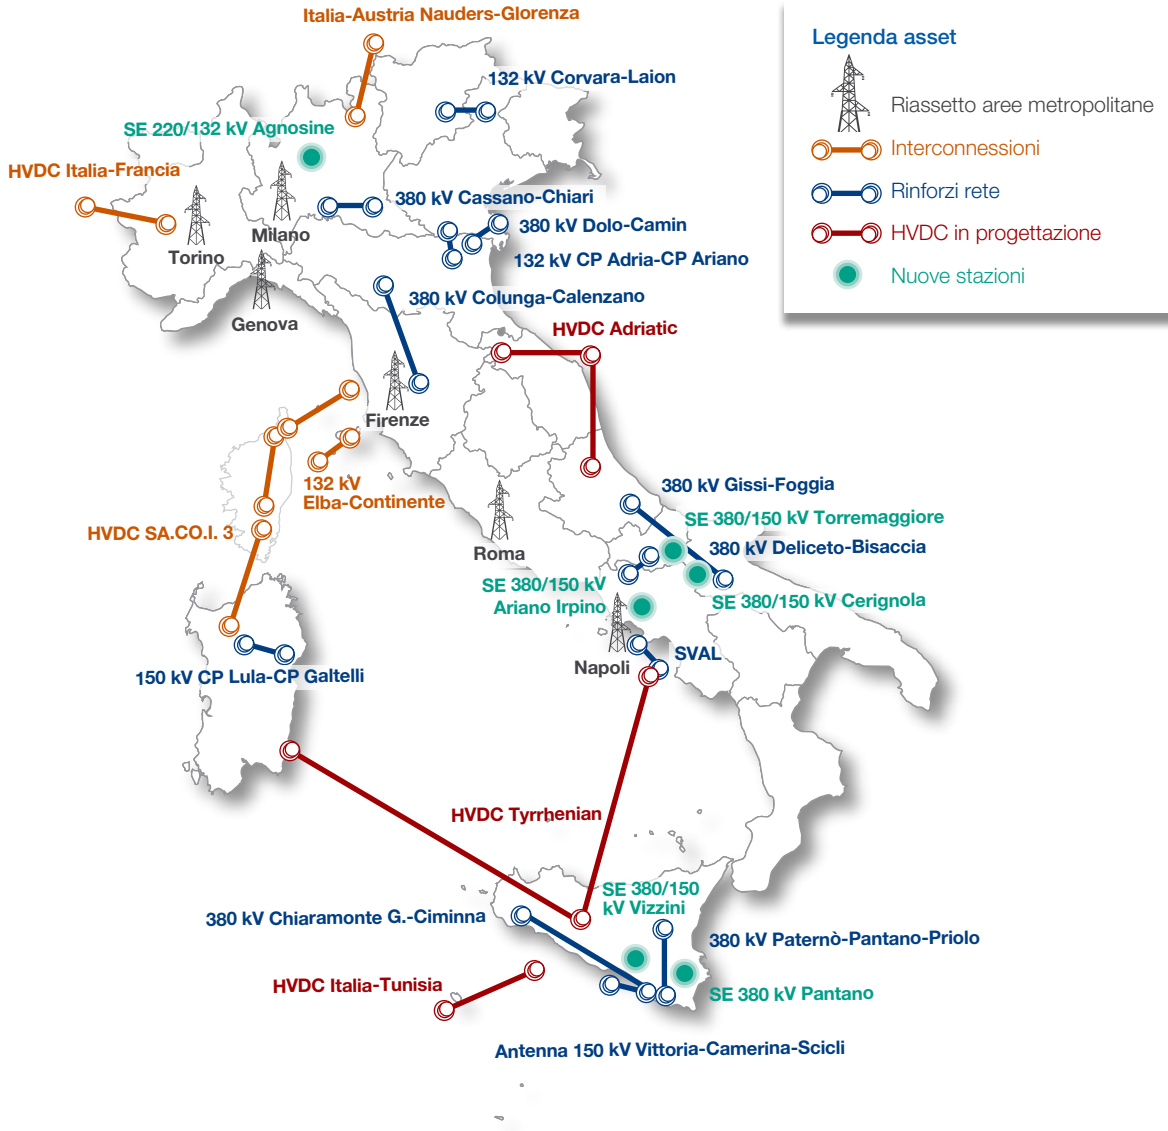 Italia-Austria Nauders-Glorenza
132 kV Corvara-Laion
SE 220/132 kV Agnosine
HVDC Italia-Francia
380 kV Cassano-Chiari
380 kV Dolo-Camin
Milano
Torino
132 kV CP Adria-CP Ariano
380 kV Colunga-Calenzano
Genova
HVDC Adriatic
Firenze
132 kV
Elba-Continente
380 kV Gissi-Foggia
SE 380/150 kV Torremaggiore
HVDC SA.CO.I. 3
Roma
380 kV Deliceto-Bisaccia
SE 380/150 kV
Ariano Irpino
SE 380/150 kV Cerignola
SVAL
Napoli
150 kV CP Lula-CP Galtelli
HVDC Tyrrhenian
SE 380/150
kV Vizzini
380 kV Chiaramonte G.-Ciminna
380 kV Paternò-Pantano-Priolo
HVDC Italia-Tunisia
SE 380 kV Pantano
Antenna 150 kV Vittoria-Camerina-Scicli
Legenda asset
Riassetto aree metropolitane
Interconnessioni
Rinforzi rete
HVDC in progettazione
Nuove stazioni